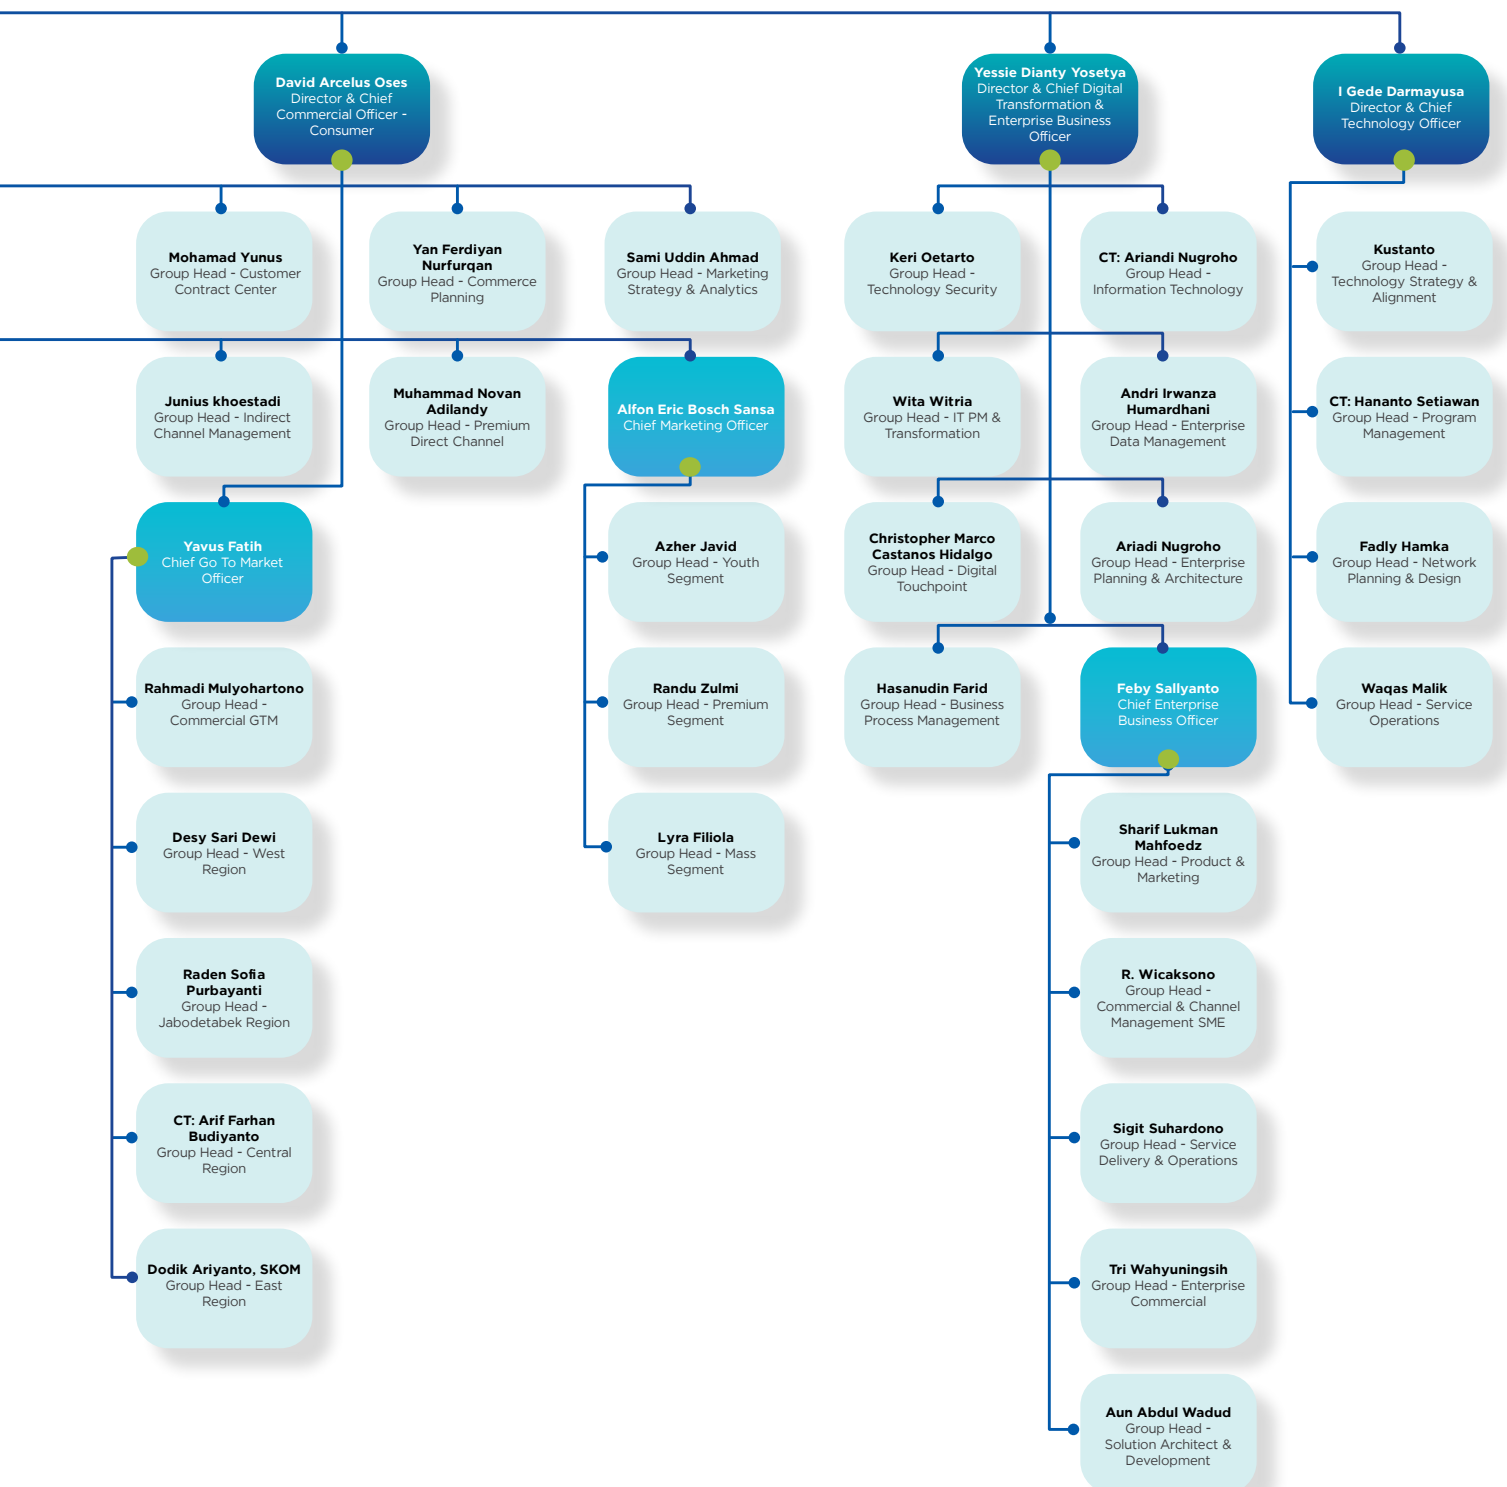 David Arcelus Oses
Director & Chief
Commercial Officer -
Consumer
Yessie Dianty Yosetya
Director & Chief Digital
Transformation &
Enterprise Business
Officer
I Gede Darmayusa
Director & Chief
Technology Officer
Mohamad Yunus
Group Head - Customer
Contract Center
Yan Ferdiyan
Nurfurqan
Group Head - Commerce
Planning
Sami Uddin Ahmad
Group Head - Marketing
Strategy & Analytics
Keri Oetarto
Group Head -
Technology Security
CT: Ariandi Nugroho
Group Head -
Information Technology
Kustanto
Group Head -
Technology Strategy &
Alignment
Junius khoestadi
Group Head - Indirect
Channel Management
Muhammad Novan
Adilandy
Group Head - Premium
Direct Channel
Alfon Eric Bosch Sansa
Chief Marketing Officer
Wita Witria
Group Head - IT PM &
Transformation
Andri Irwanza
Humardhani
Group Head - Enterprise
Data Management
CT: Hananto Setiawan
Group Head - Program
Management
Yavus Fatih
Chief Go To Market
Officer
Azher Javid
Group Head - Youth
Segment
Christopher Marco
Castanos Hidalgo
Group Head - Digital
Touchpoint
Ariadi Nugroho
Group Head - Enterprise
Planning & Architecture
Fadly Hamka
Group Head - Network
Planning & Design
Rahmadi Mulyohartono
Group Head -
Commercial GTM
Randu Zulmi
Group Head - Premium
Segment
Hasanudin Farid
Group Head - Business
Process Management
Feby Sallyanto
Chief Enterprise
Business Officer
Waqas Malik
Group Head - Service
Operations
Desy Sari Dewi
Group Head - West
Region
Lyra Filiola
Group Head - Mass
Segment
Sharif Lukman
Mahfoedz
Group Head - Product &
Marketing
Raden Sofia
Purbayanti
Group Head -
Jabodetabek Region
R. Wicaksono
Group Head -
Commercial & Channel
Management SME
CT: Arif Farhan
Budiyanto
Group Head - Central
Region
Sigit Suhardono
Group Head - Service
Delivery & Operations
Dodik Ariyanto, SKOM
Group Head - East
Region
Tri Wahyuningsih
Group Head - Enterprise
Commercial
Aun Abdul Wadud
Group Head -
Solution Architect &
Development